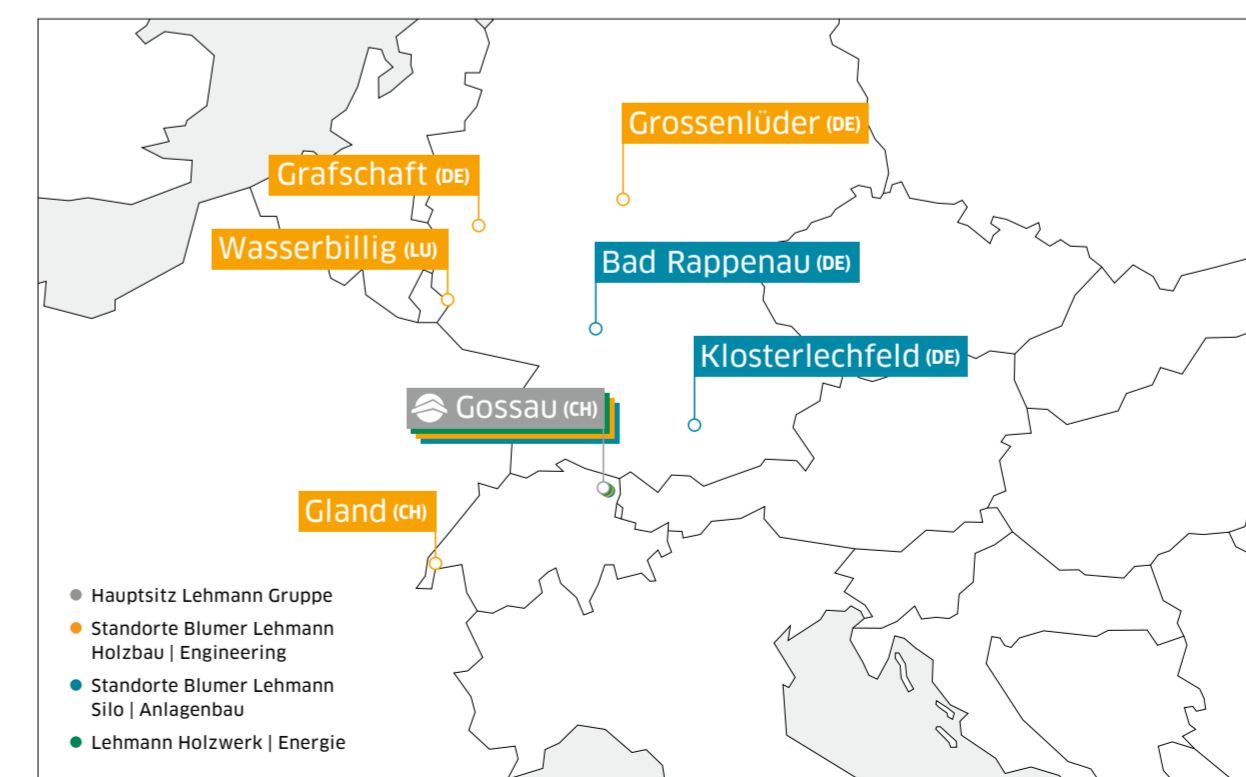 Grossenlüder (DE)
Grafschaft (DE)
Wasserbillig (LU)
Bad Rappenau (DE)
Klosterlechfeld (DE)
Gossau (CH)
Gland (CH)
Hauptsitz Lehmann Gruppe
Standorte Blumer Lehmann
Holzbau | Engineering
Standorte Blumer Lehmann
Silo | Anlagenbau
Lehmann Holzwerk | Energie